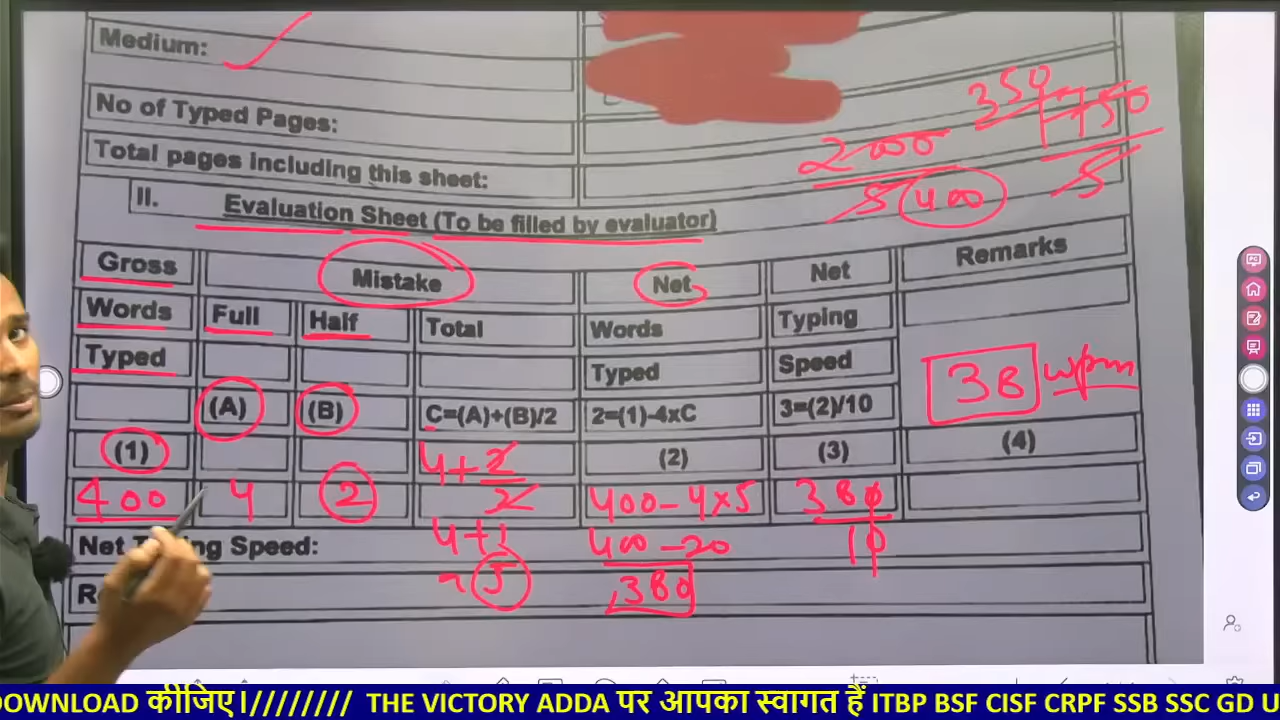 Medium:
No of Typed Pages:
350 1750
Total pages including this sheet:
2000
5 400 5
II. Evaluation Sheet (To be filled by evaluator)
Gross Mistake Net Net Remarks
Words Full Half Total Words Typing
Typed Typed Speed
38 wpm
(A) (B) C=(A)+(B)/2 2=(1)-4xC 3=(2)/10
(1) (2) (3) (4)
4+2
2
400 4 2 400-4x5 380
10
Speed:
4+1 400-20
5 380
DOWNLOAD कीजिए।//////// THE VICTORY ADDA पर आपका स्वागत हैं ITBP BSF CISF CRPF SSB SSC GD U